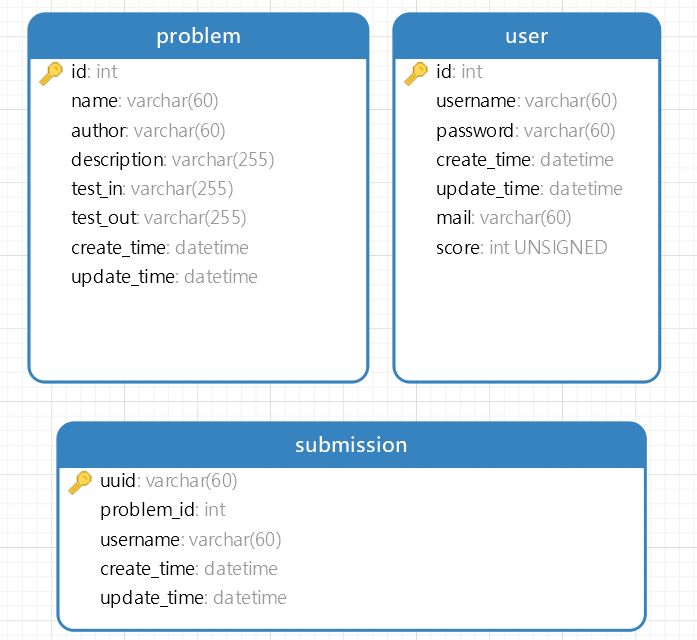 problem
id: int
name: varchar(60)
author: varchar(60)
description: varchar(255)
test_in: varchar(255)
test_out: varchar(255)
create_time: datetime
update_time: datetime
user
id: int
username: varchar(60)
password: varchar(60)
create_time: datetime
update_time: datetime
mail: varchar(60)
score: int UNSIGNED
submission
uuid: varchar(60)
problem_id: int
username: varchar(60)
create_time: datetime
update_time: datetime